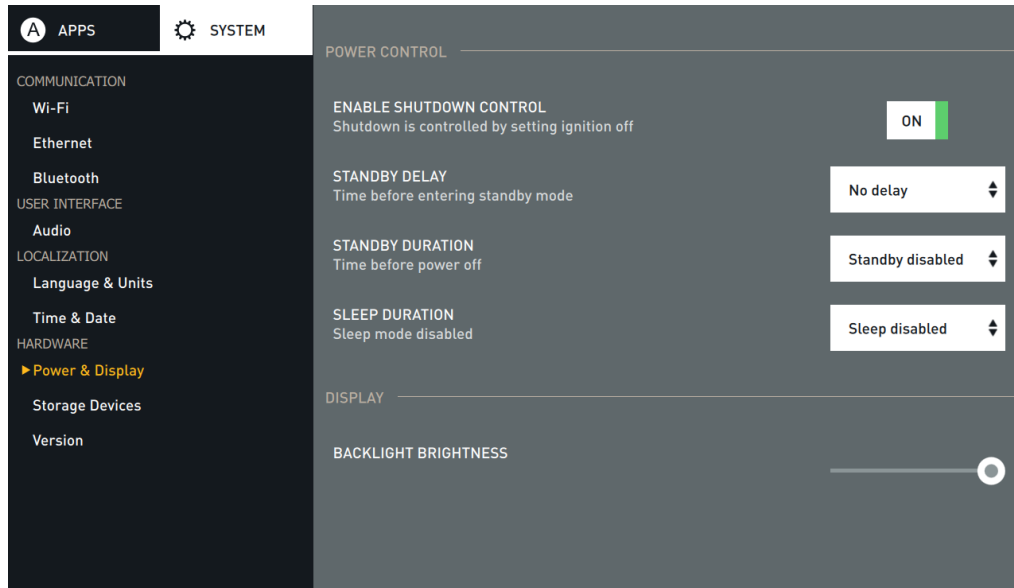 A APPS
SYSTEM
COMMUNICATION
Wi-Fi
Ethernet
Bluetooth
USER INTERFACE
Audio
LOCALIZATION
Language & Units
Time & Date
HARDWARE
Power & Display
Storage Devices
Version
POWER CONTROL
ENABLE SHUTDOWN CONTROL
Shutdown is controlled by setting ignition off
ON
STANDBY DELAY
Time before entering standby mode
No delay
STANDBY DURATION
Time before power off
Standby disabled
SLEEP DURATION
Sleep mode disabled
Sleep disabled
DISPLAY
BACKLIGHT BRIGHTNESS